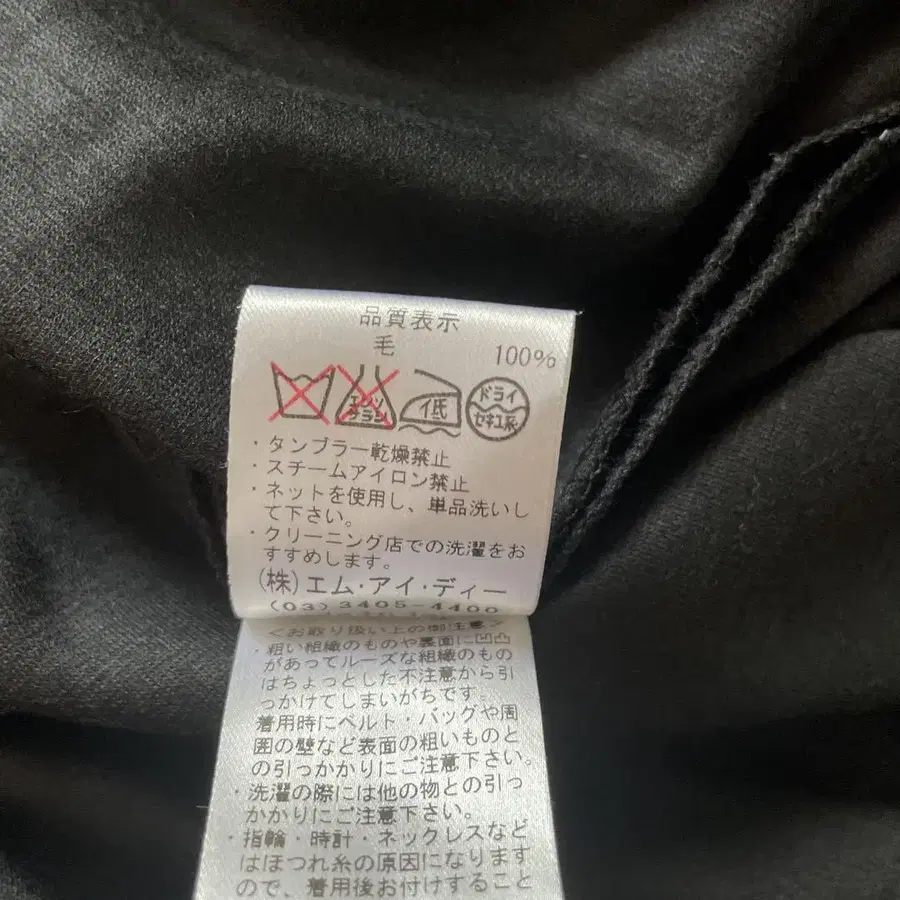 品質表示
毛 100%
エンソ サラシ 低 ドライ セキユ系
・タンブラー乾燥禁止
・スチームアイロン禁止
・ネットを使用し、単品洗いし
て下さい。
・クリーニング店での洗濯をお
すすめします。
(株)エム・アイ・ディー
(03)3405-4400
<お取り扱い上の御注意>
・粗い組織のものや裏面に凹凸
があってルーズな組織のもの
はちょっとした不注意から引
っかけてしまいがちです。
着用時にベルト・バッグや周
囲の壁など表面の粗いものと
の引っかかりにご注意下さい。
・洗濯の際には他の物との引っ
かかりにご注意下さい。
・指輪・時計・ネックレスなど
はほつれ糸の原因になります
ので、着用後お付けすること